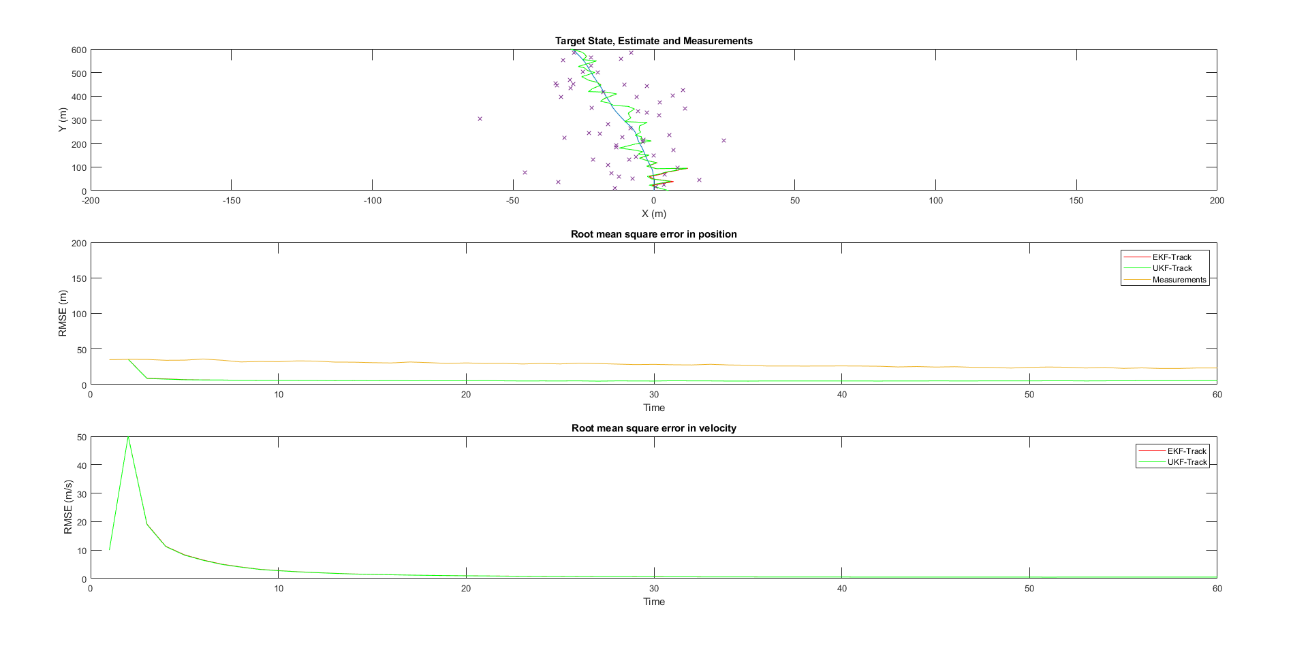 Target State, Estimate and Measurements
600
500
400
300
200
100
0
Y (m)
-200 -150 -100 -50 0 50 100 150 200
X (m)
Root mean square error in position
200
150
100
50
0
RMSE (m)
EKF-Track
UKF-Track
Measurements
0 10 20 30 40 50 60
Time
Root mean square error in velocity
50
40
30
20
10
0
RMSE (m/s)
EKF-Track
UKF-Track
0 10 20 30 40 50 60
Time